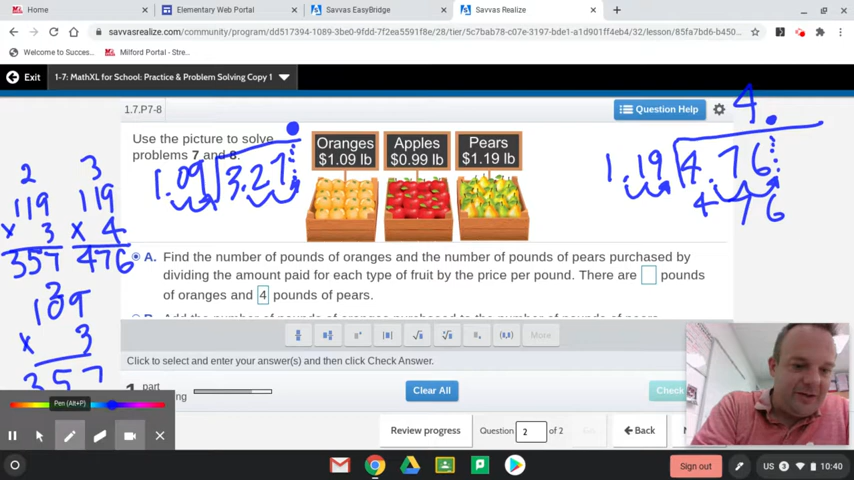 Home
Elementary Web Portal
Savvas EasyBridge
Savvas Realize
savvasrealize.com/community/program/dd517394-1089-3be0-9fdd-7f2f9e5e6e8e/28/tier/5c7bab78-c07e-3197-bde1-a1d901ff4eb4/32/lesson/85fa7bd6-
Welcome to Succes...
Milford Portal - Stre...
Exit
1-7: MathXL for School: Practice & Problem Solving Copy 1
1.7.P7-8
Question Help
Use the picture to solve
problems 7 and 8.
Oranges
$1.09 lb
Apples
$0.99 lb
Pears
$1.19 lb
1.09 3.27
4.
1.19 4.76
4 76
2
119
x 3
357
3
119
x 4
476
2
109
x 3
357
A. Find the number of pounds of oranges and the number of pounds of pears purchased by
dividing the amount paid for each type of fruit by the price per pound. There are pounds
of oranges and 4 pounds of pears.
More
Click to select and enter your answer(s) and then click Check Answer.
1 part
Clear All
Check
Pen (Alt+P)
Review progress
Question 2 of 2
Back
Sign out
US 3 10:40